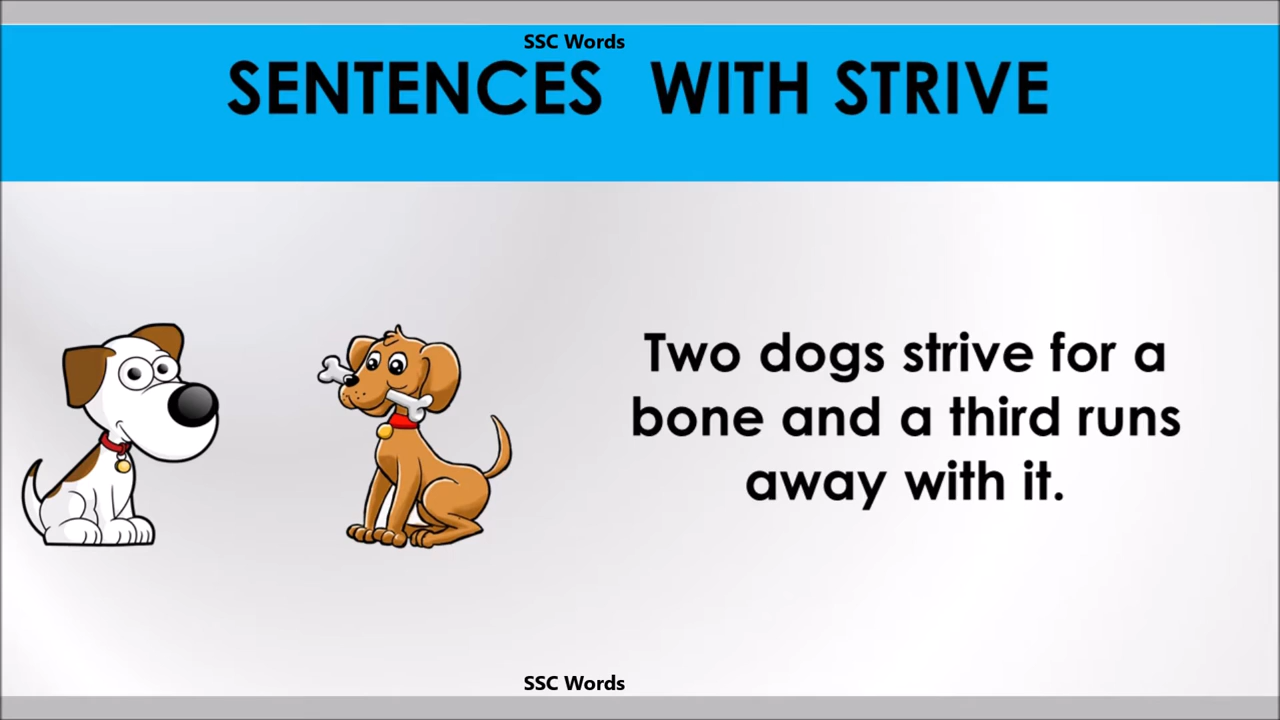 SSC Words
SENTENCES WITH STRIVE
Two dogs strive for a
bone and a third runs
away with it.
SSC Words